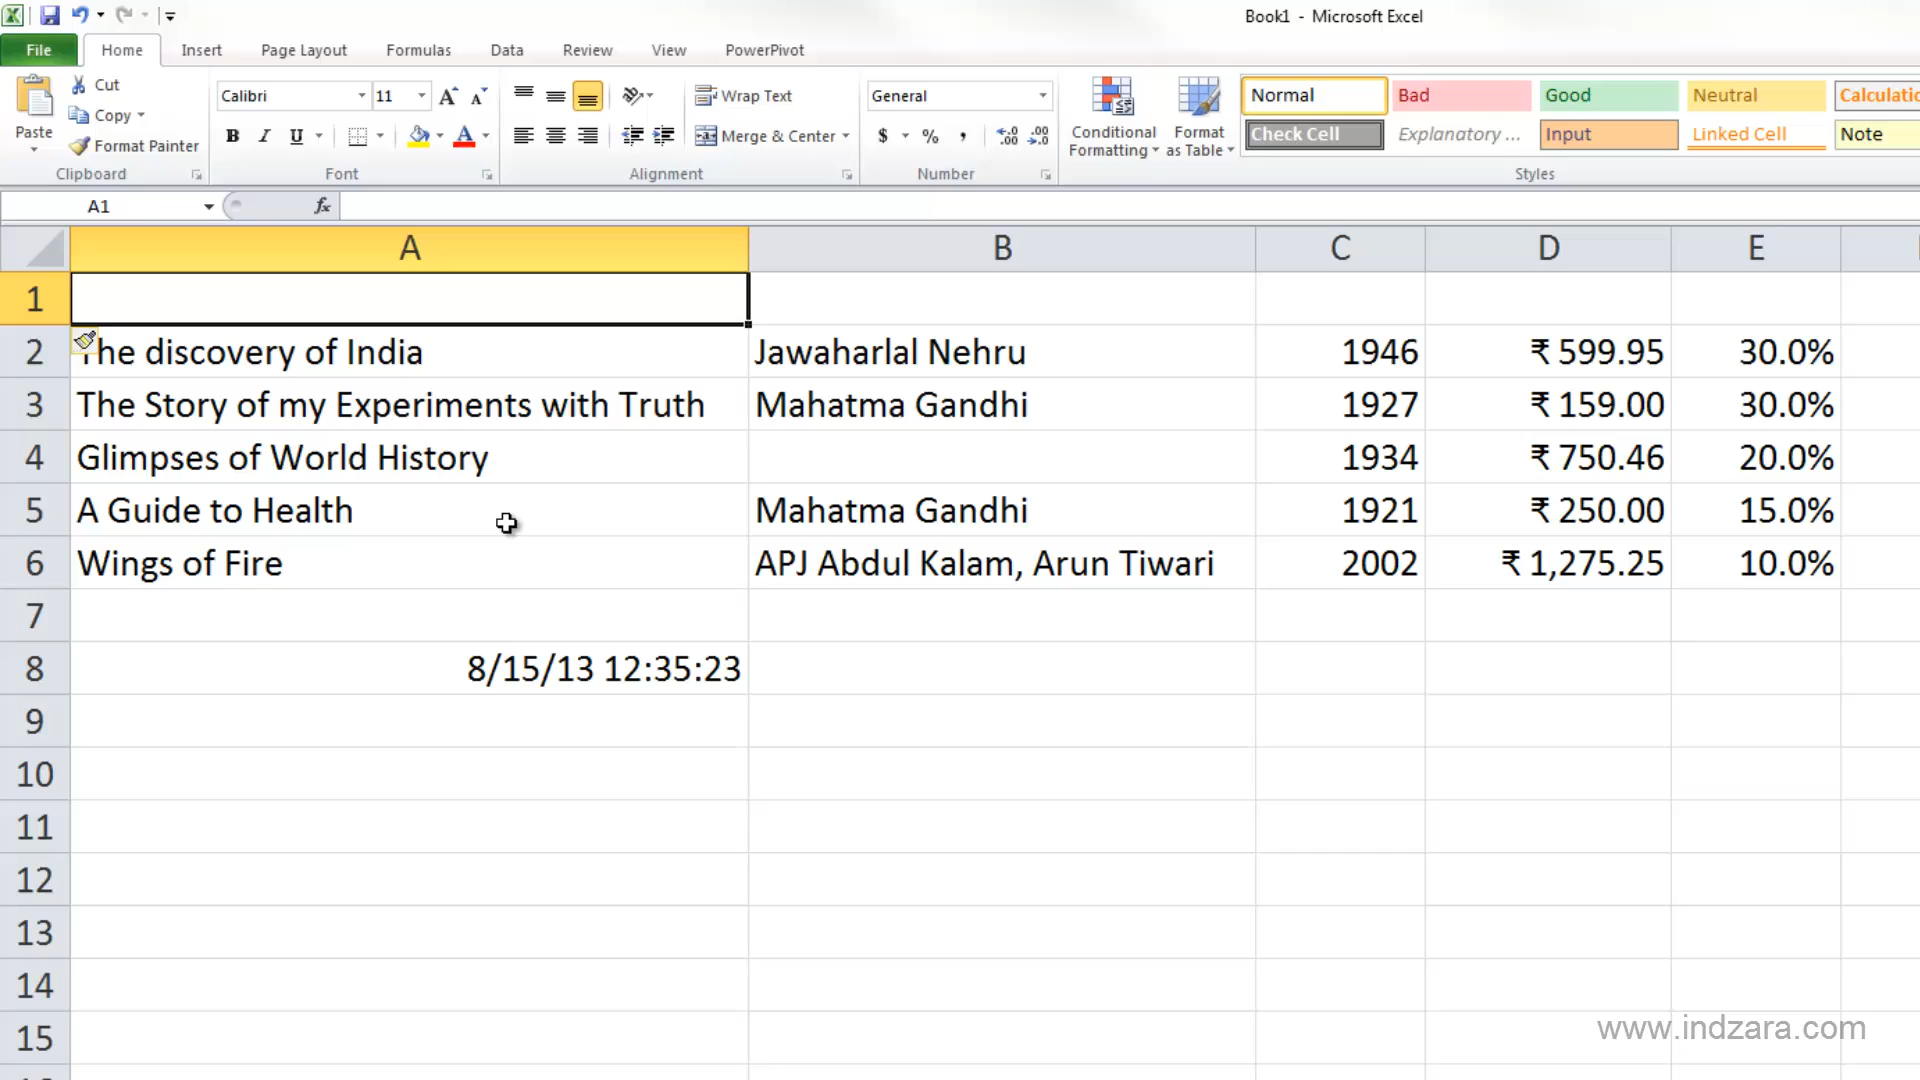 Book1 - Microsoft Excel
File Home Insert Page Layout Formulas Data Review View PowerPivot
Paste
Cut
Copy
Format Painter
Clipboard
Calibri 11
B I U
Font
Wrap Text
Merge & Center
Alignment
General
$ % ,
Number
Conditional Formatting
Format as Table
Normal Bad Good Neutral
Check Cell Explanatory ... Input Linked Cell Note
Styles
A1 fx
A B C D E
1
2 The discovery of India Jawaharlal Nehru 1946 ₹ 599.95 30.0%
3 The Story of my Experiments with Truth Mahatma Gandhi 1927 ₹ 159.00 30.0%
4 Glimpses of World History 1934 ₹ 750.46 20.0%
5 A Guide to Health Mahatma Gandhi 1921 ₹ 250.00 15.0%
6 Wings of Fire APJ Abdul Kalam, Arun Tiwari 2002 ₹ 1,275.25 10.0%
7
8 8/15/13 12:35:23
9
10
11
12
13
14
15
www.indzara.com